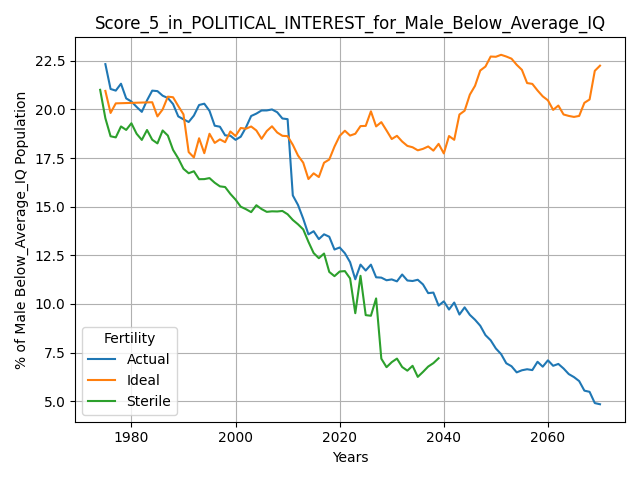 Score_5_in_POLITICAL_INTEREST_for_Male_Below_Average_IQ
% of Male Below_Average_IQ Population
22.5
20.0
17.5
15.0
12.5
10.0
7.5
5.0
Fertility
Actual
Ideal
Sterile
1980
2000
2020
2040
2060
Years